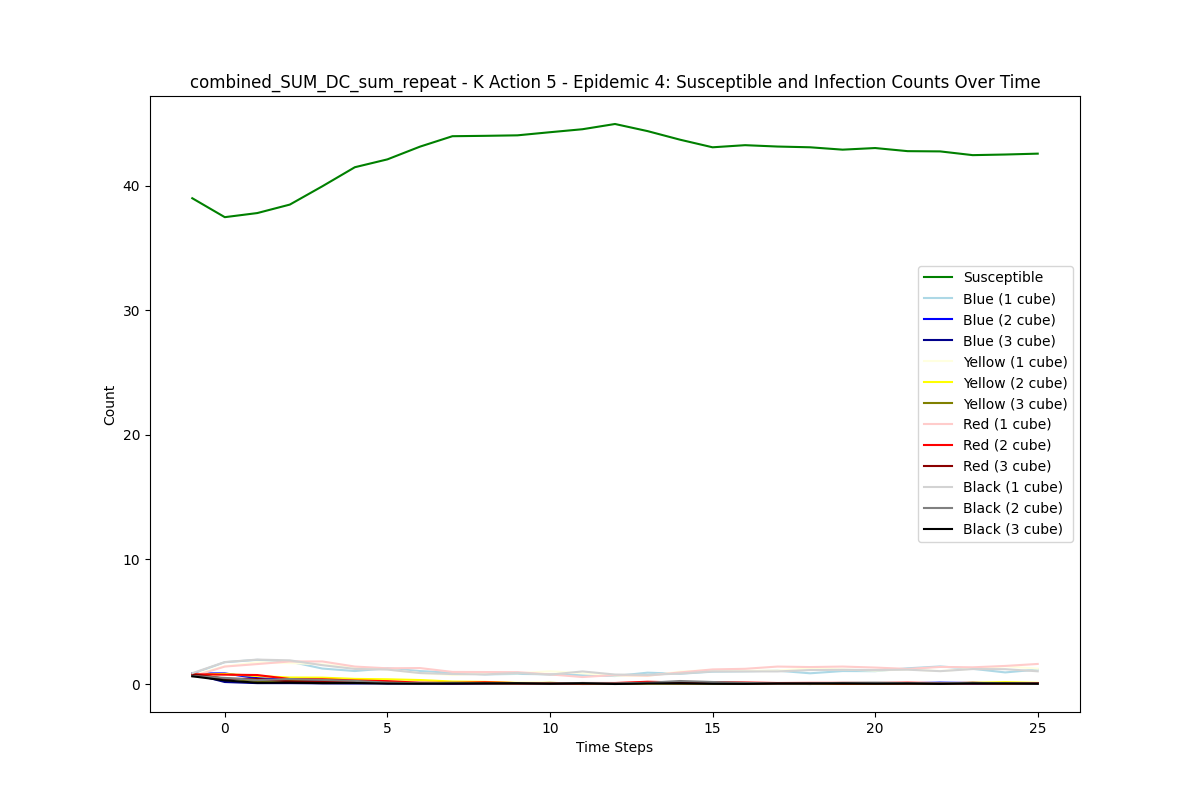 combined_SUM_DC_sum_repeat - K Action 5 - Epidemic 4: Susceptible and Infection Counts Over Time
Count
40
30
20
10
0
Susceptible
Blue (1 cube)
Blue (2 cube)
Blue (3 cube)
Yellow (1 cube)
Yellow (2 cube)
Yellow (3 cube)
Red (1 cube)
Red (2 cube)
Red (3 cube)
Black (1 cube)
Black (2 cube)
Black (3 cube)
0 5 10 15 20 25
Time Steps